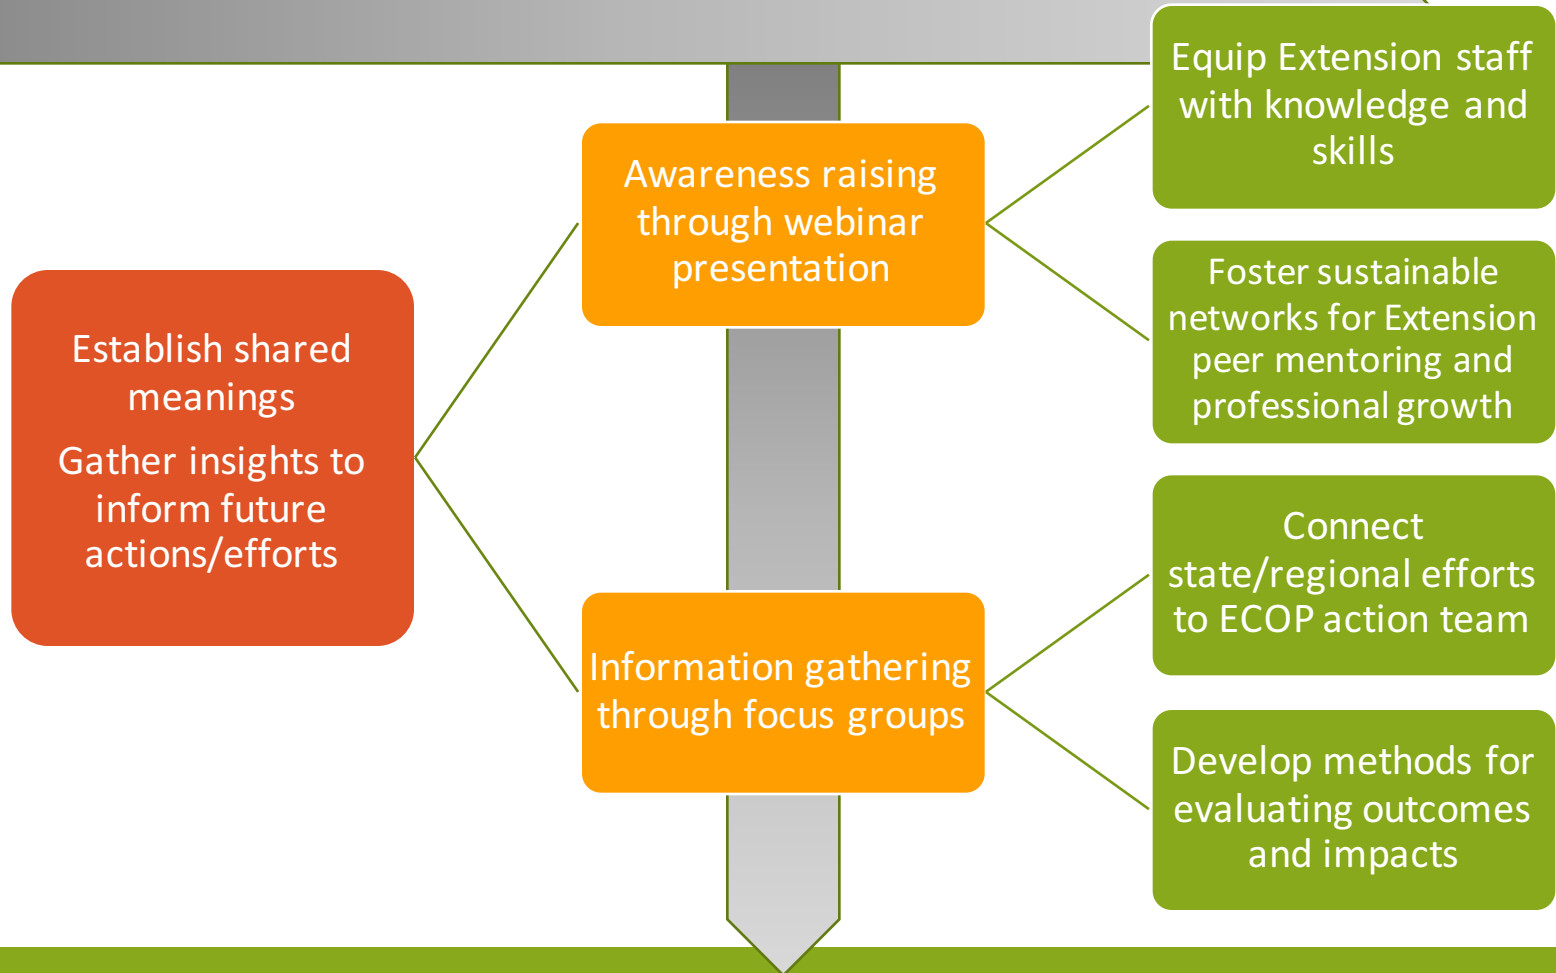 Establish shared
meanings
Gather insights to
inform future
actions/efforts
Awareness raising
through webinar
presentation
Information gathering
through focus groups
Equip Extension staff
with knowledge and
skills
Foster sustainable
networks for Extension
peer mentoring and
professional growth
Connect
state/regional efforts
to ECOP action team
Develop methods for
evaluating outcomes
and impacts